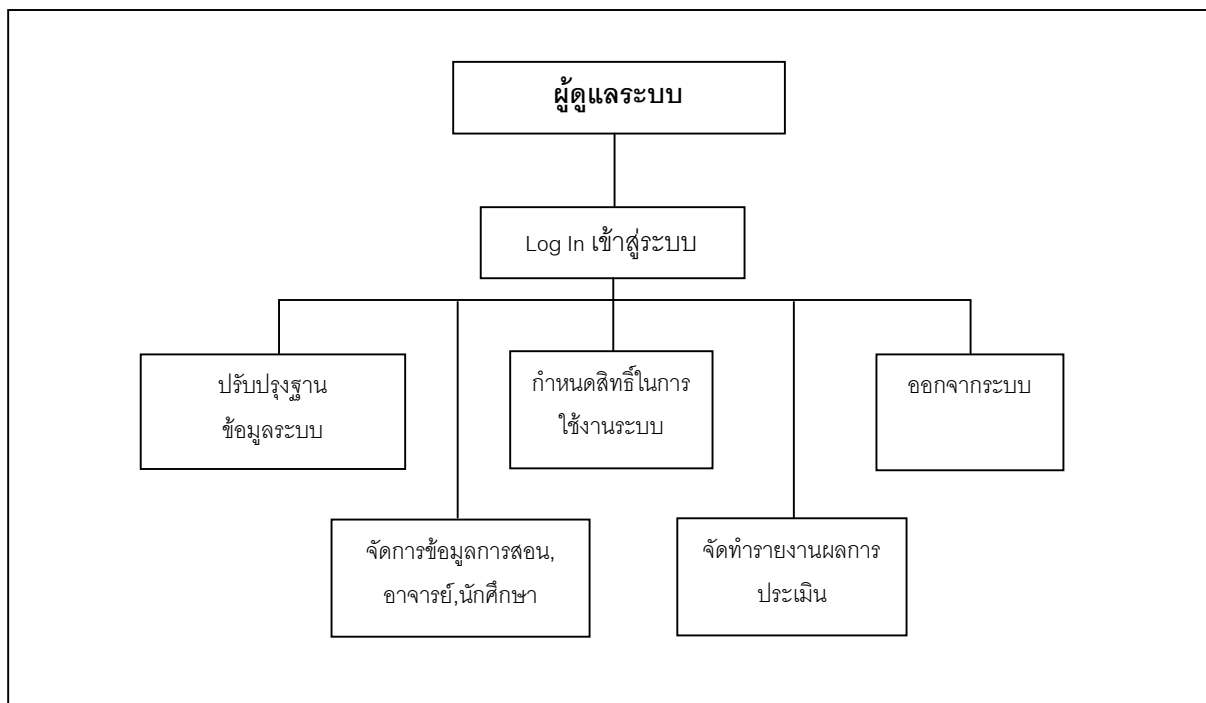 ผู้ดูแลระบบ
Log In เข้าสู่ระบบ
ปรับปรุงฐาน
ข้อมูลระบบ
กำหนดสิทธิ์ในการ
ใช้งานระบบ
ออกจากระบบ
จัดการข้อมูลการสอน,
อาจารย์,นักศึกษา
จัดทำรายงานผลการ
ประเมิน